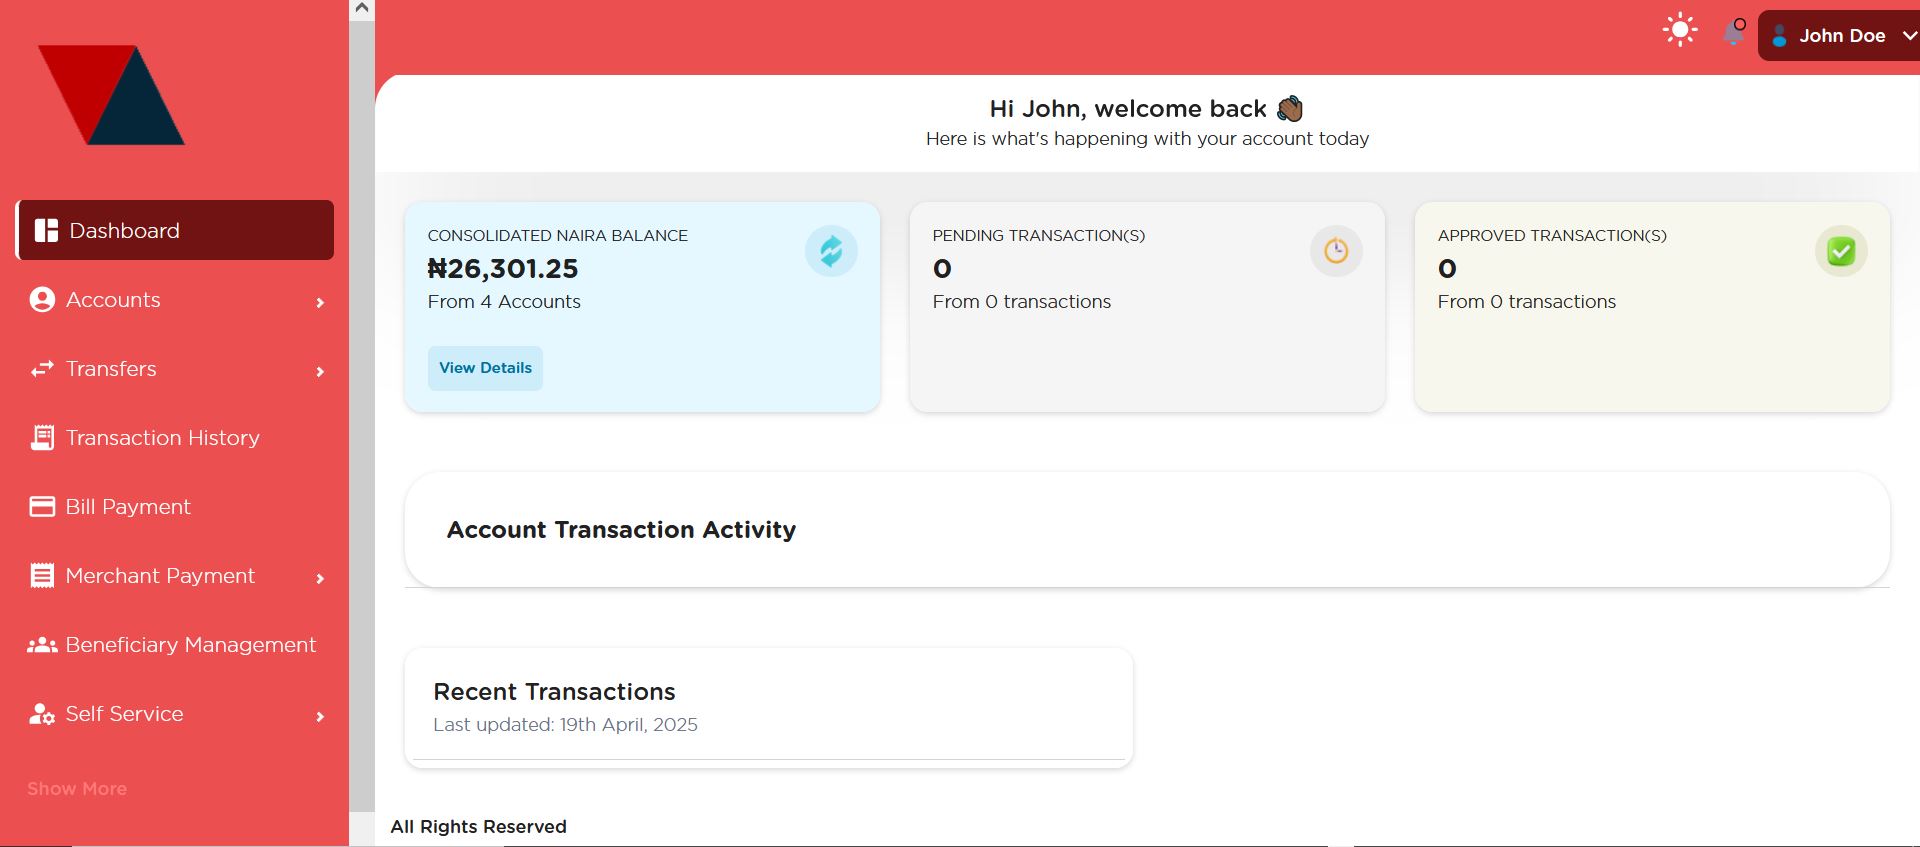 John Doe
Dashboard
Accounts
Transfers
Transaction History
Bill Payment
Merchant Payment
Beneficiary Management
Self Service
Show More
Hi John, welcome back 👋🏾
Here is what's happening with your account today
CONSOLIDATED NAIRA BALANCE
₦26,301.25
From 4 Accounts
View Details
PENDING TRANSACTION(S)
0
From 0 transactions
APPROVED TRANSACTION(S)
0
From 0 transactions
Account Transaction Activity
Recent Transactions
Last updated: 19th April, 2025
All Rights Reserved